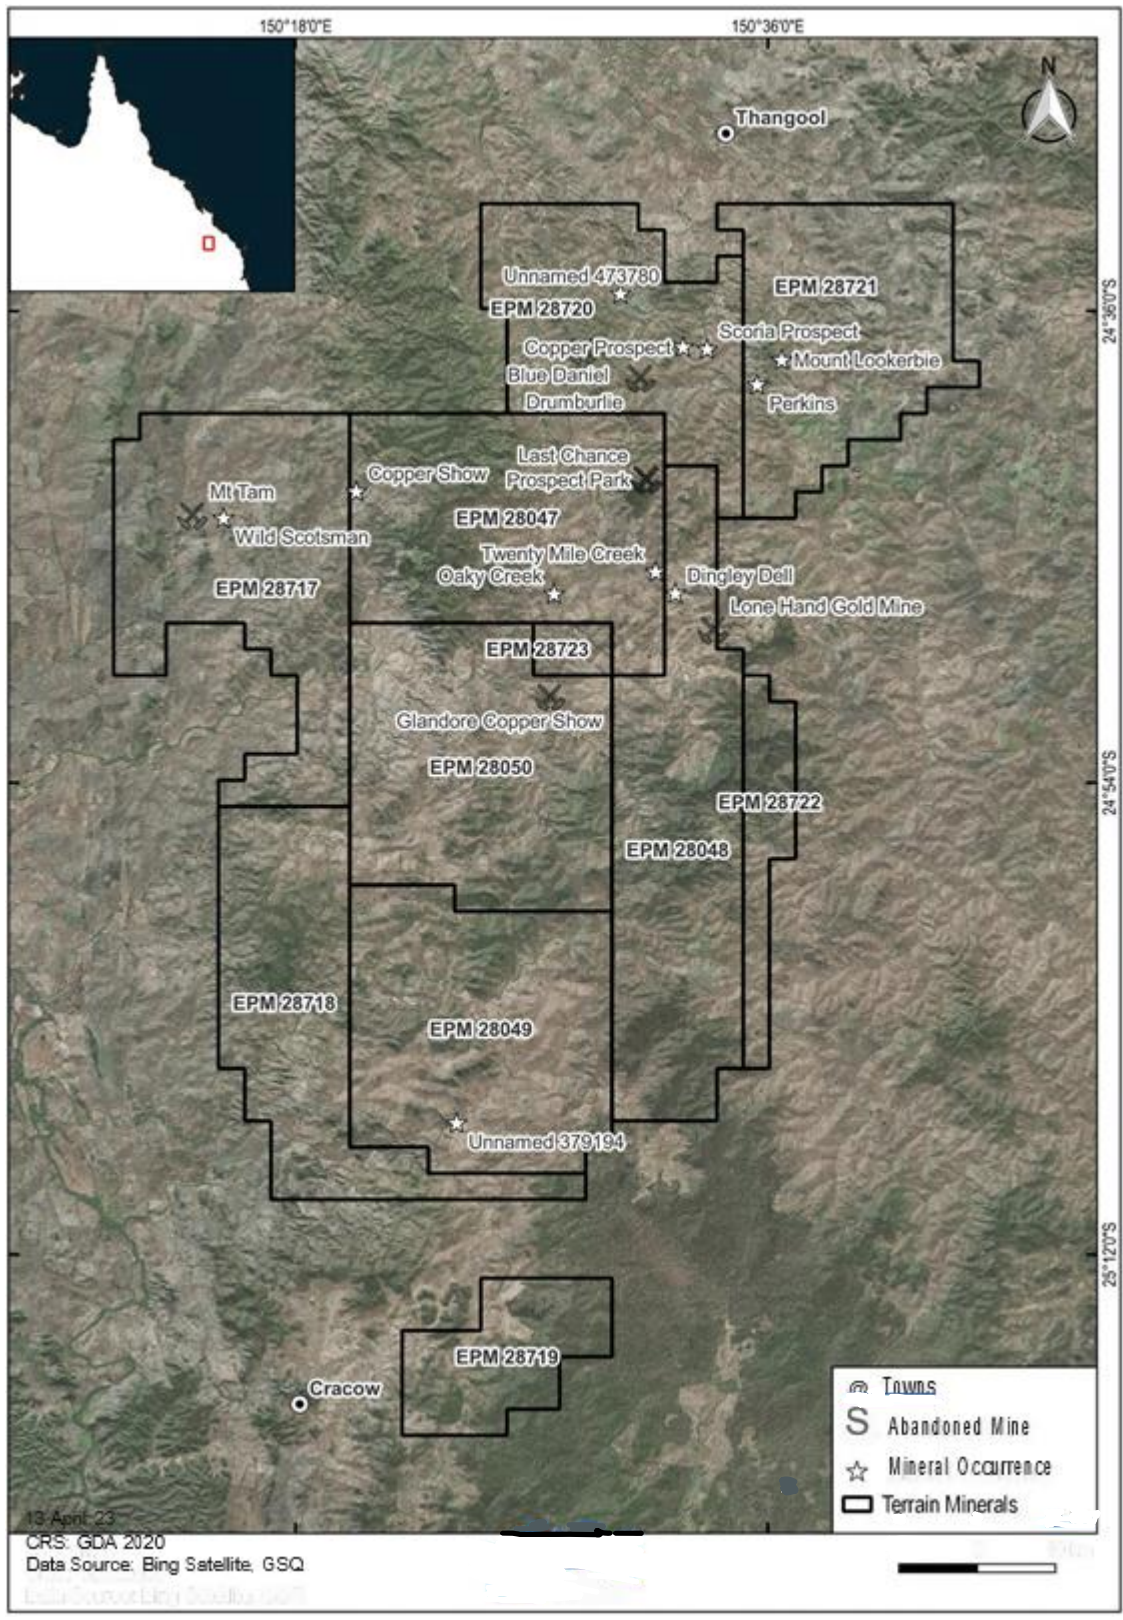 150°18'0"E
150°36'0"E
N
Thangool
Unnamed 473780
EPM 28721
EPM 28720
24°36'0"S
Scoria Prospect
Copper Prospect
Mount Lookerbie
Blue Daniel
Drumburlie
Perkins
Last Chance
Prospect Park
Copper Show
Mt Tam
EPM 28047
Wild Scotsman
Twenty Mile Creek
Oaky Creek
Dingley Dell
EPM 28717
Lone Hand Gold Mine
EPM 28723
Glandore Copper Show
EPM 28050
24°54'0"S
EPM 28722
EPM 28048
EPM 28718
EPM 28049
Unnamed 379194
25°12'0"S
EPM 28719
Cracow
Towns
S Abandoned Mine
Mineral Occurrence
Terrain Minerals
13 April, 23
CRS: GDA 2020
Data Source: Bing Satellite, GSQ